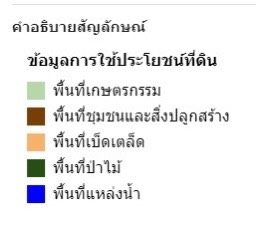 คำอธิบายสัญลักษณ์
ข้อมูลการใช้ประโยชน์ที่ดิน
พื้นที่เกษตรกรรม
พื้นที่ชุมชนและสิ่งปลูกสร้าง
พื้นที่เบ็ดเตล็ด
พื้นที่ป่าไม้
พื้นที่แหล่งน้ำ